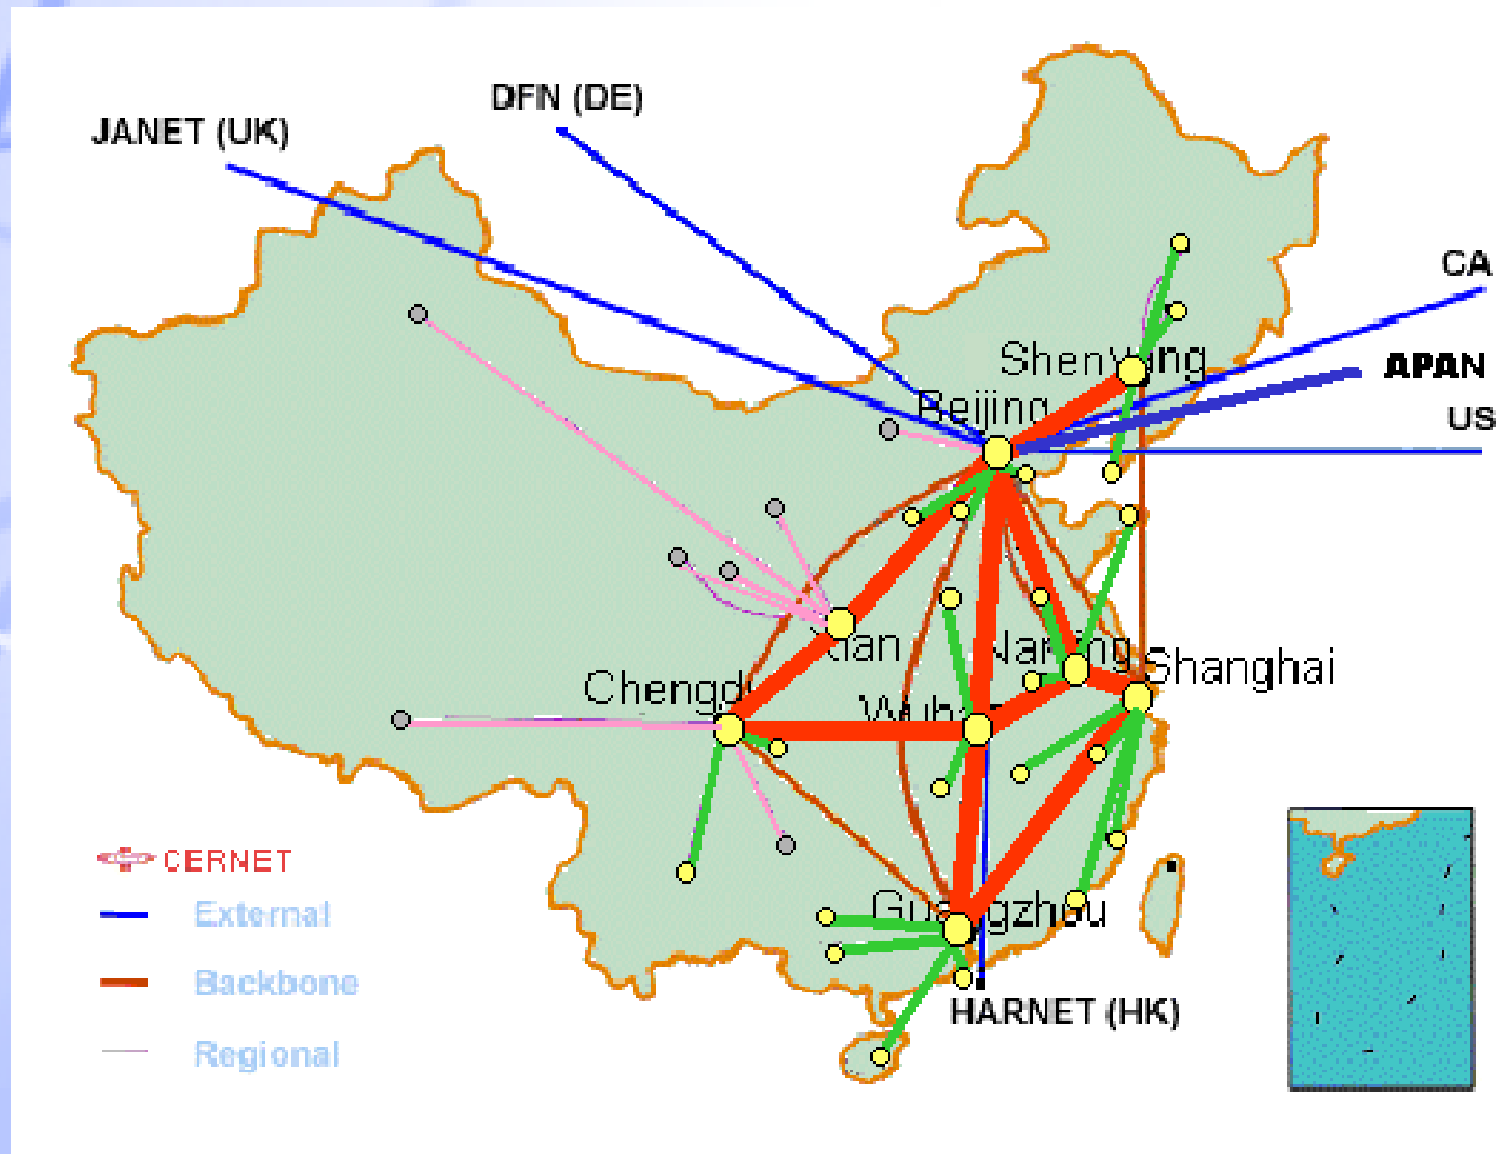 DFN (DE)
JANET (UK)
CA
Shenyang
APAN
Beijing
US
Xian
Nanjing
Shanghai
Chengdu
CERNET
External
Guangzhou
Backbone
HARNET (HK)
Regional